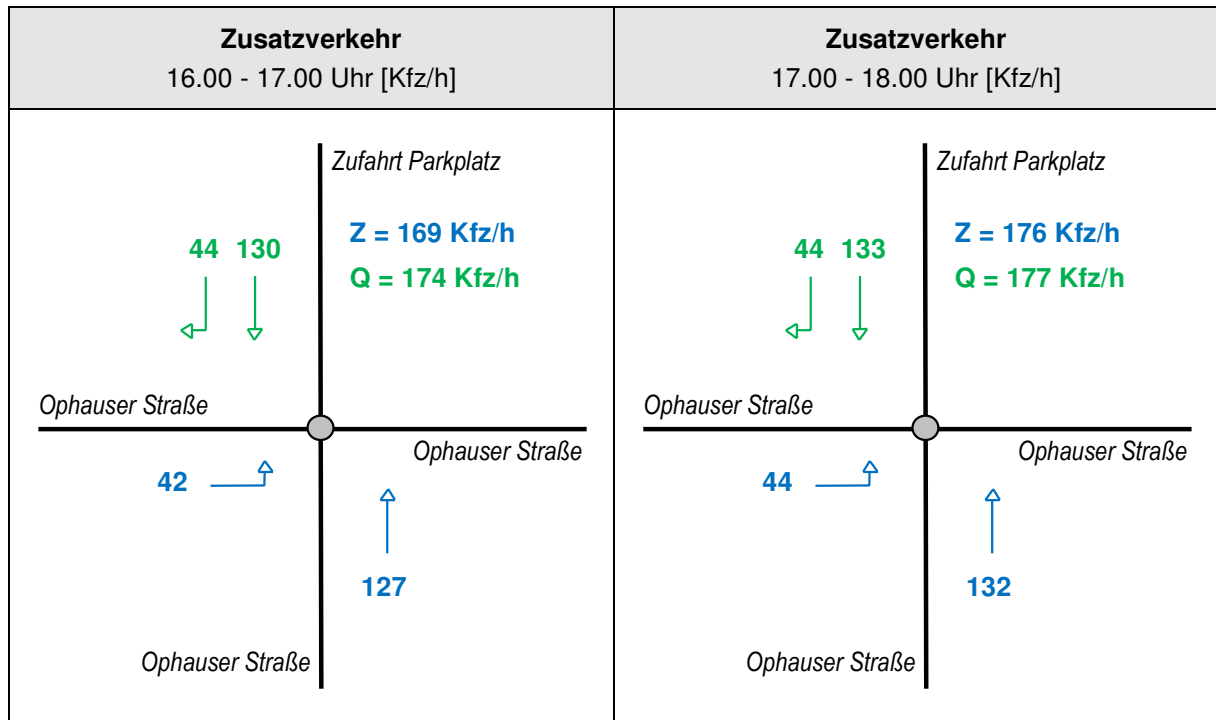 Zusatzverkehr
16.00 - 17.00 Uhr [Kfz/h]
Zufahrt Parkplatz
Z = 169 Kfz/h
44 130
Q = 174 Kfz/h
Ophauser Straße
Ophauser Straße
42
127
Ophauser Straße
Zusatzverkehr
17.00 - 18.00 Uhr [Kfz/h]
Zufahrt Parkplatz
Z = 176 Kfz/h
44 133
Q = 177 Kfz/h
Ophauser Straße
Ophauser Straße
44
132
Ophauser Straße